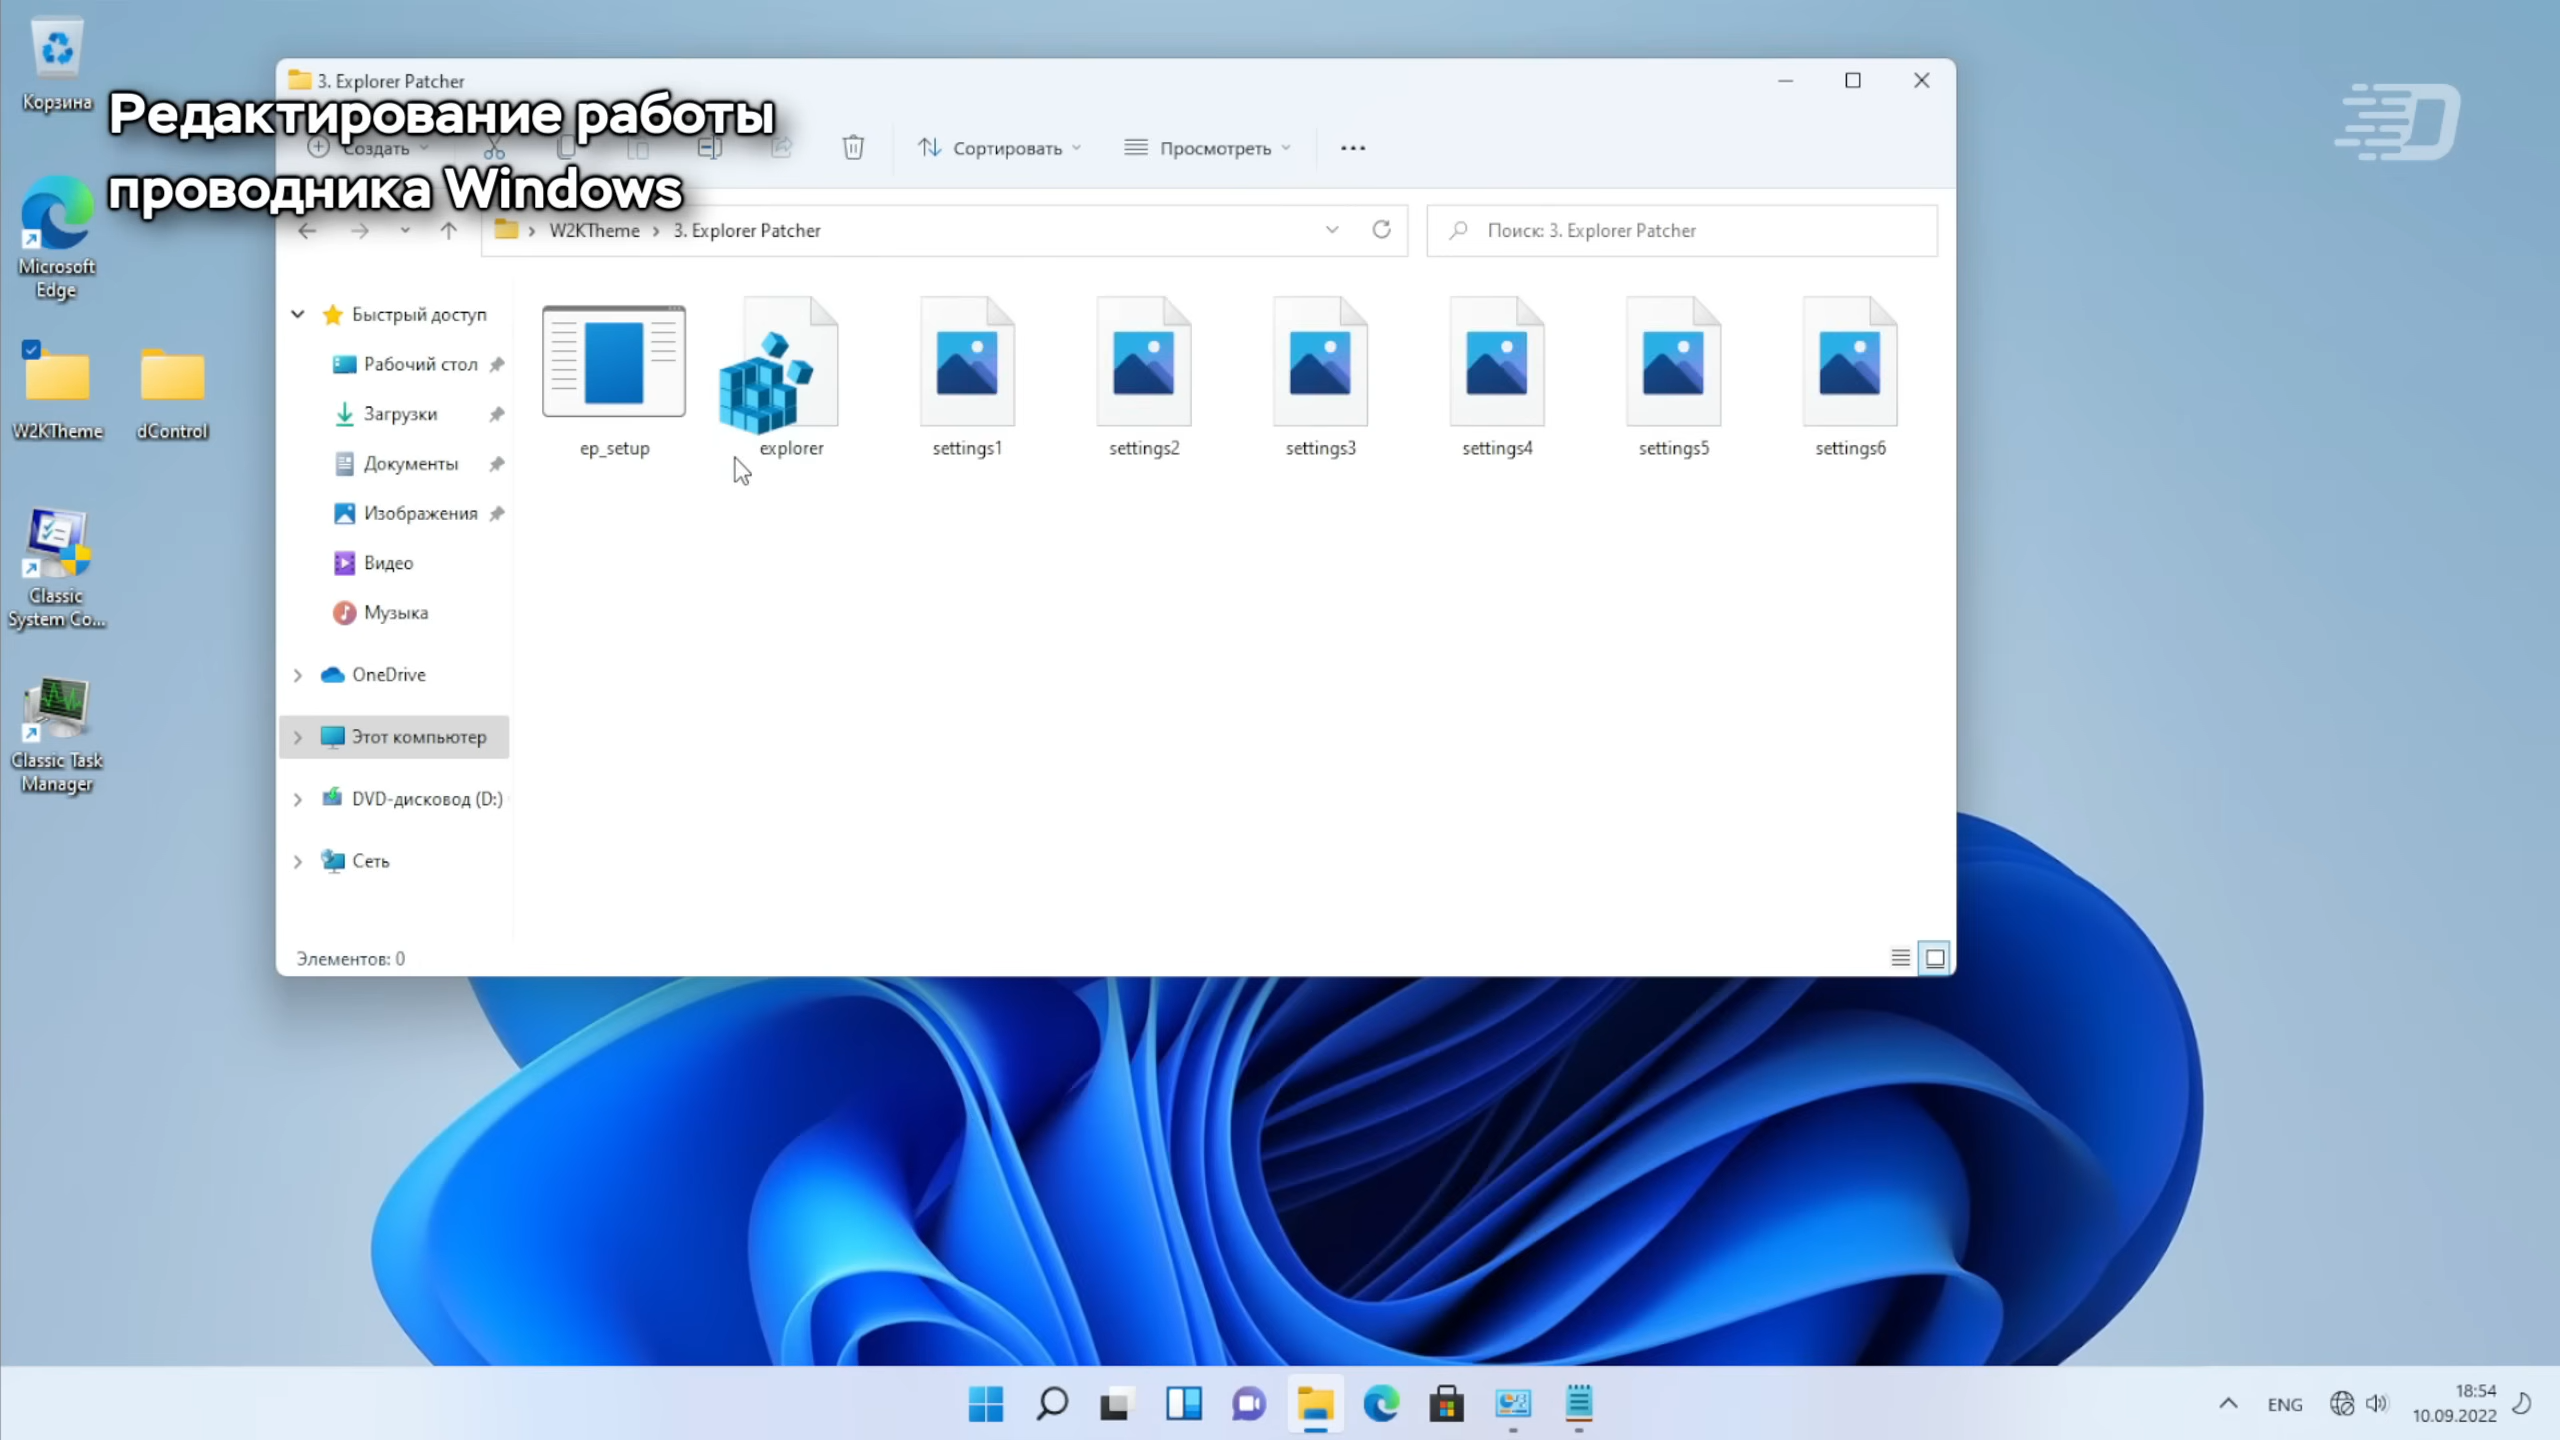 Корзина
Microsoft
Edge
W2KTheme
dControl
Classic
System Co...
Classic Task
Manager
3. Explorer Patcher
Редактирование работы
проводника Windows
Создать
Сортировать
Просмотреть
W2KTheme
3. Explorer Patcher
Поиск: 3. Explorer Patcher
Быстрый доступ
Рабочий стол
Загрузки
Документы
Изображения
Видео
Музыка
OneDrive
Этот компьютер
DVD-дисковод (D:)
Сеть
ep_setup
explorer
settings1
settings2
settings3
settings4
settings5
settings6
Элементов: 0
ENG
18:54
10.09.2022